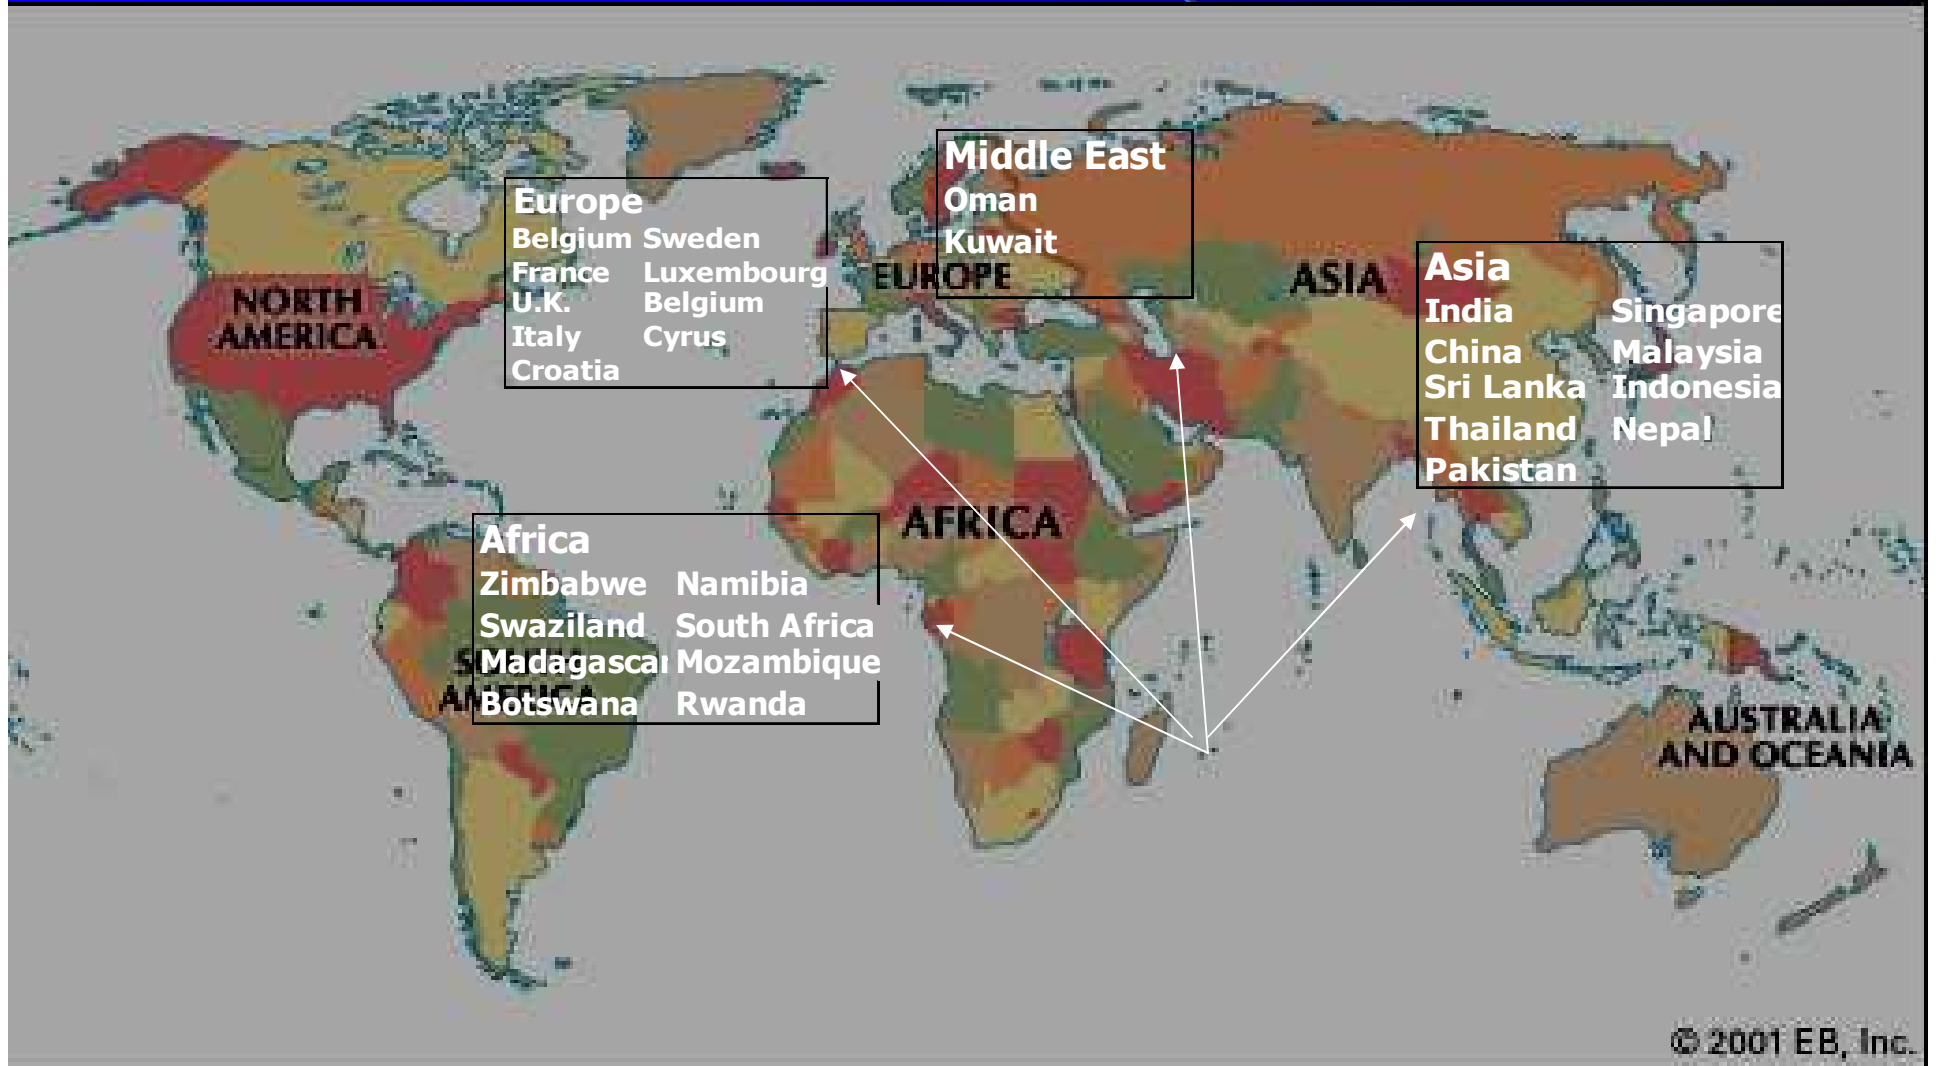 Middle East
Oman
Kuwait
Europe
Belgium Sweden
France Luxembourg
U.K. Belgium
Italy Cyrus
Croatia
EUROPE
ASIA
Asia
India Singapore
China Malaysia
Sri Lanka Indonesia
Thailand Nepal
Pakistan
NORTH
AMERICA
AFRICA
Africa
Zimbabwe Namibia
Swaziland South Africa
Madagascar Mozambique
Botswana Rwanda
AMERICA
AUSTRALIA
AND OCEANIA
© 2001 EB, Inc.